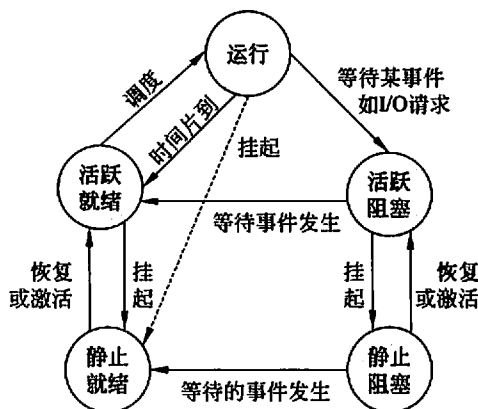 运行
调度
时间片到
等待某事件
如I/O请求
挂起
活跃
就绪
活跃
阻塞
等待事件发生
恢复
或激活
挂
起
挂
起
恢复
或激活
静止
就绪
静止
阻塞
等待的事件发生